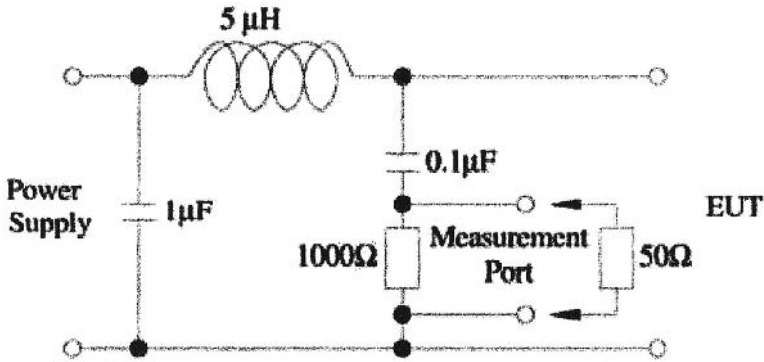 5 µH
0.1µF
Power
Supply
1µF
EUT
1000Ω
Measurement
Port
50Ω